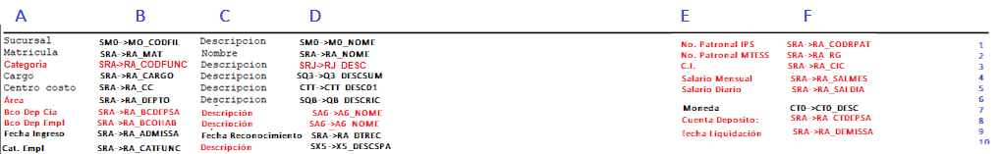 A B C D E F
Sucursal SM0->MO_CODFIL Descripcion SM0->M0_NOME No. Patronal IPS SRA->RA_CODRPAT 1
Matricula SRA->RA_MAT Nombre SRA->RA_NOME No. Patronal MTESS SRA->RA_RG 2
Categoría SRA->RA_CODFUNC Descripcion SRJ->RJ_DESC C.I. SRA->RA_CIC 3
Cargo SRA->RA_CARGO Descripcion SQ3->Q3_DESCSUM Salario Mensual SRA->RA_SALMES 4
Centro costo SRA->RA_CC Descripcion CTT->CTT_DESC01 Salario Diario SRA->RA_SALDIA 5
Área SRA->RA_DEPTO Descripcion SQB->QB_DESCRIC 6
Bco Dep Cia SRA->RA_BCDEPSA Descripción SA6->A6_NOME Moneda CT0->CT0_DESC 7
Bco Dep Empl SRA->RA_BCOHAB Descripción SA6->A6_NOME Cuenta Deposito: SRA->RA_CTDEPSA 8
Fecha Ingreso SRA->RA_ADMISSA Fecha Reconocimiento SRA->RA_DTREC Techa Liquidación SRA->RA_DEMISSA 9
Cat. Empl SRA->RA_CATFUNC Descripción SX5->X5_DESCSPA 10